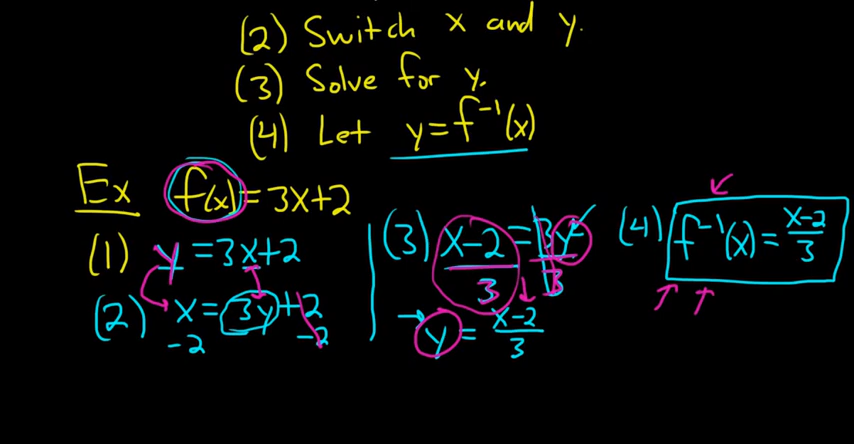 (2) Switch x and y.
(3) Solve for y.
(4) Let y=f⁻¹(x)
Ex f(x)=3x+2
(1) y=3x+2
(2) x=3y+2
-2 -2
(3) x-2=3y
3 3
y=x-2
3
(4) f⁻¹(x)=x-2
3